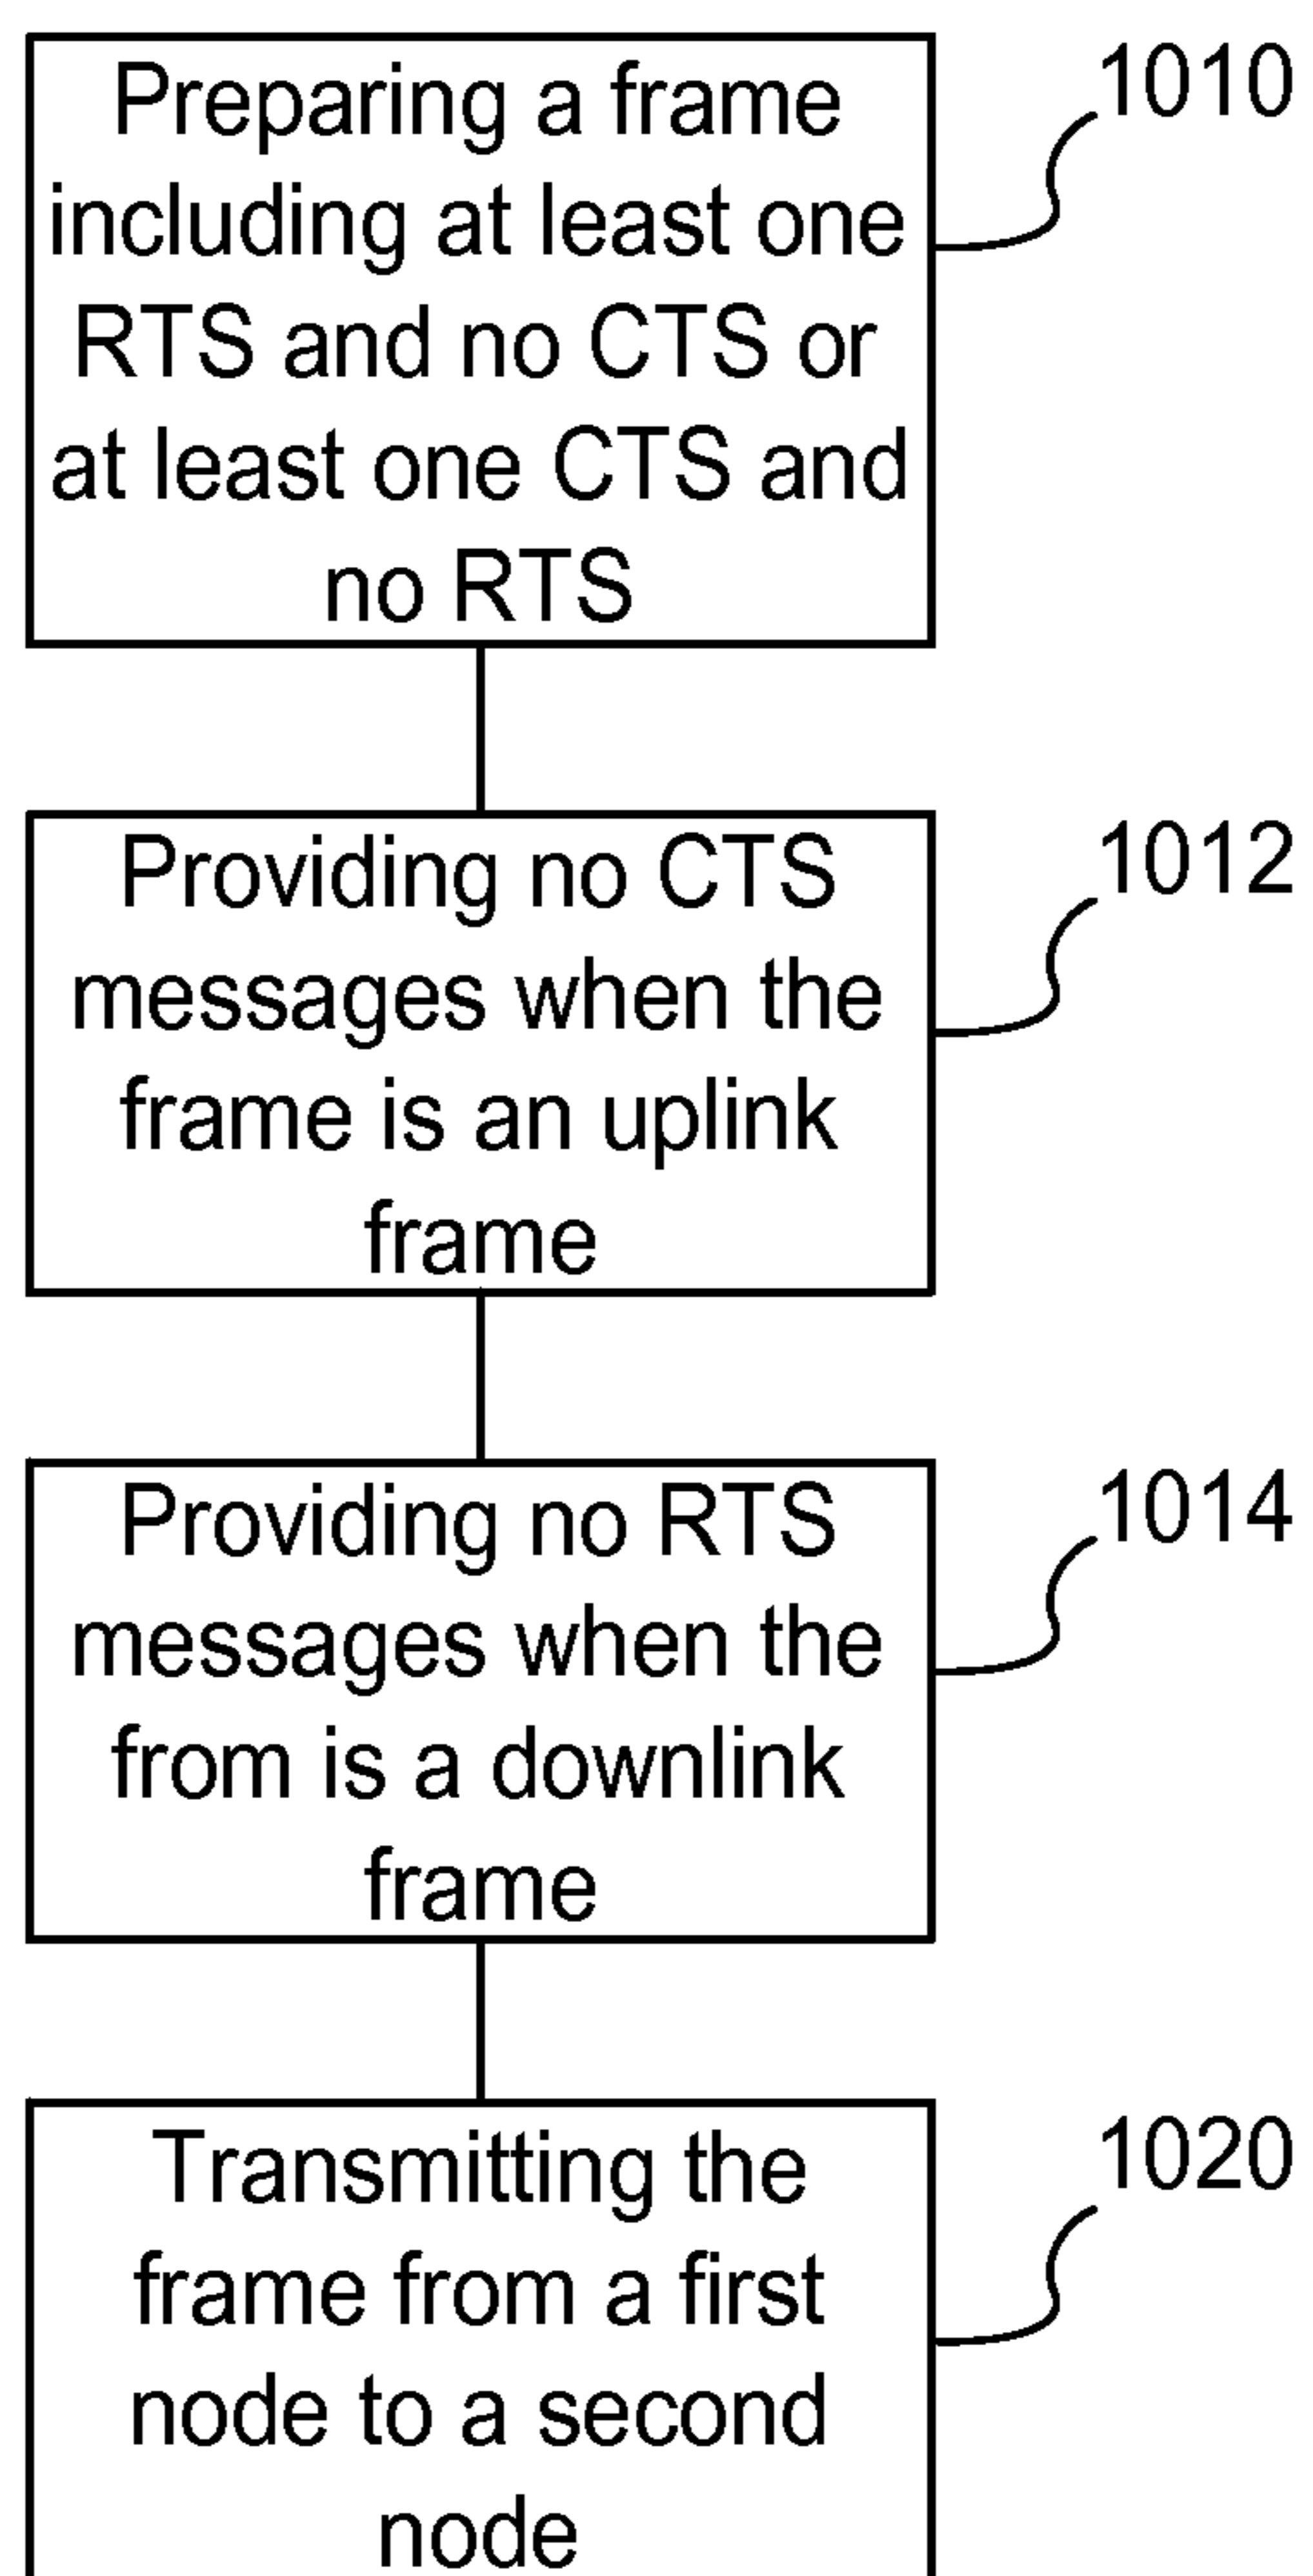 Preparing a frame
including at least one
RTS and no CTS or
at least one CTS and
no RTS
1010
Providing no CTS
messages when the
frame is an uplink
frame
1012
Providing no RTS
messages when the
from is a downlink
frame
1014
Transmitting the
frame from a first
node to a second
node
1020